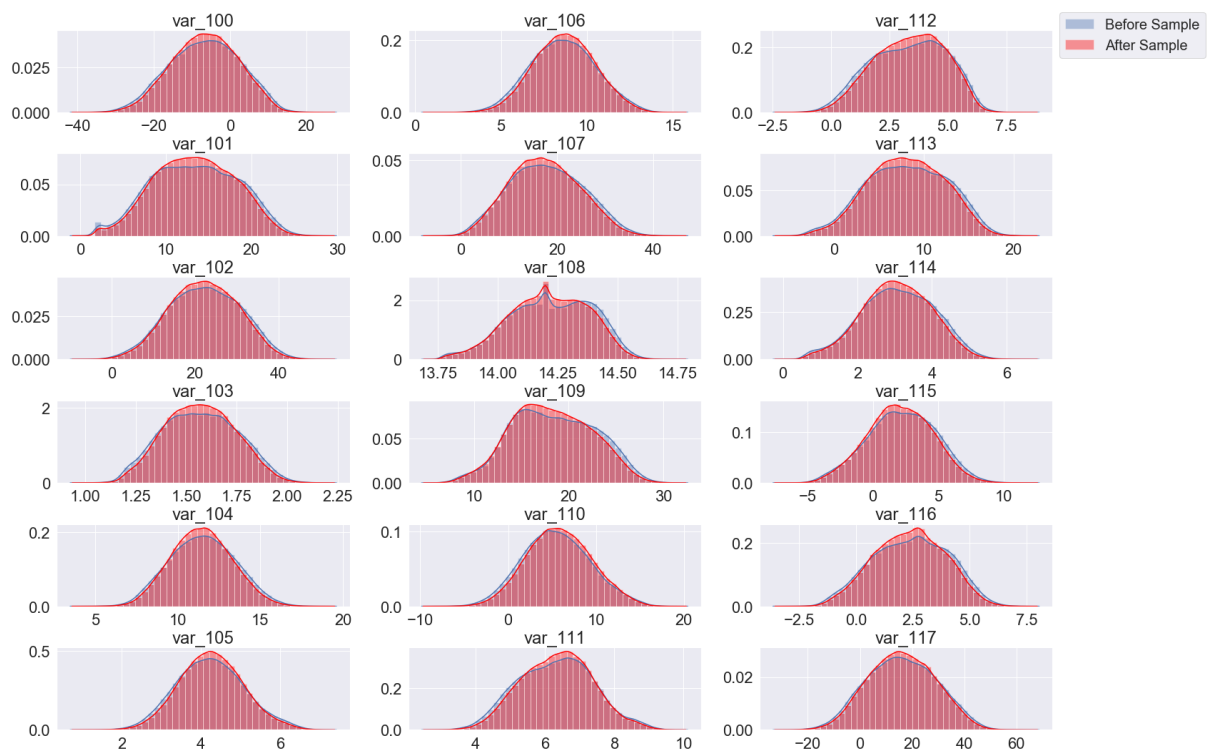 var_100 var_106 var_112
Before Sample
After Sample
0.025
0.000
−40 −20 0 20
0.2
0.0
0 5 10 15
0.2
0.0
−2.5 0.0 2.5 5.0 7.5
var_101 var_107 var_113
0.05
0.00
0 10 20 30
0.05
0.00
0 20 40
0.05
0.00
0 10 20
var_102 var_108 var_114
0.025
0.000
0 20 40
2
0
13.75 14.00 14.25 14.50 14.75
0.25
0.00
0 2 4 6
var_103 var_109 var_115
2
0
1.00 1.25 1.50 1.75 2.00 2.25
0.05
0.00
10 20 30
0.1
0.0
−5 0 5 10
var_104 var_110 var_116
0.2
0.0
5 10 15 20
0.1
0.0
−10 0 10 20
0.2
0.0
−2.5 0.0 2.5 5.0 7.5
var_105 var_111 var_117
0.5
0.0
2 4 6
0.2
0.0
4 6 8 10
0.02
0.00
−20 0 20 40 60